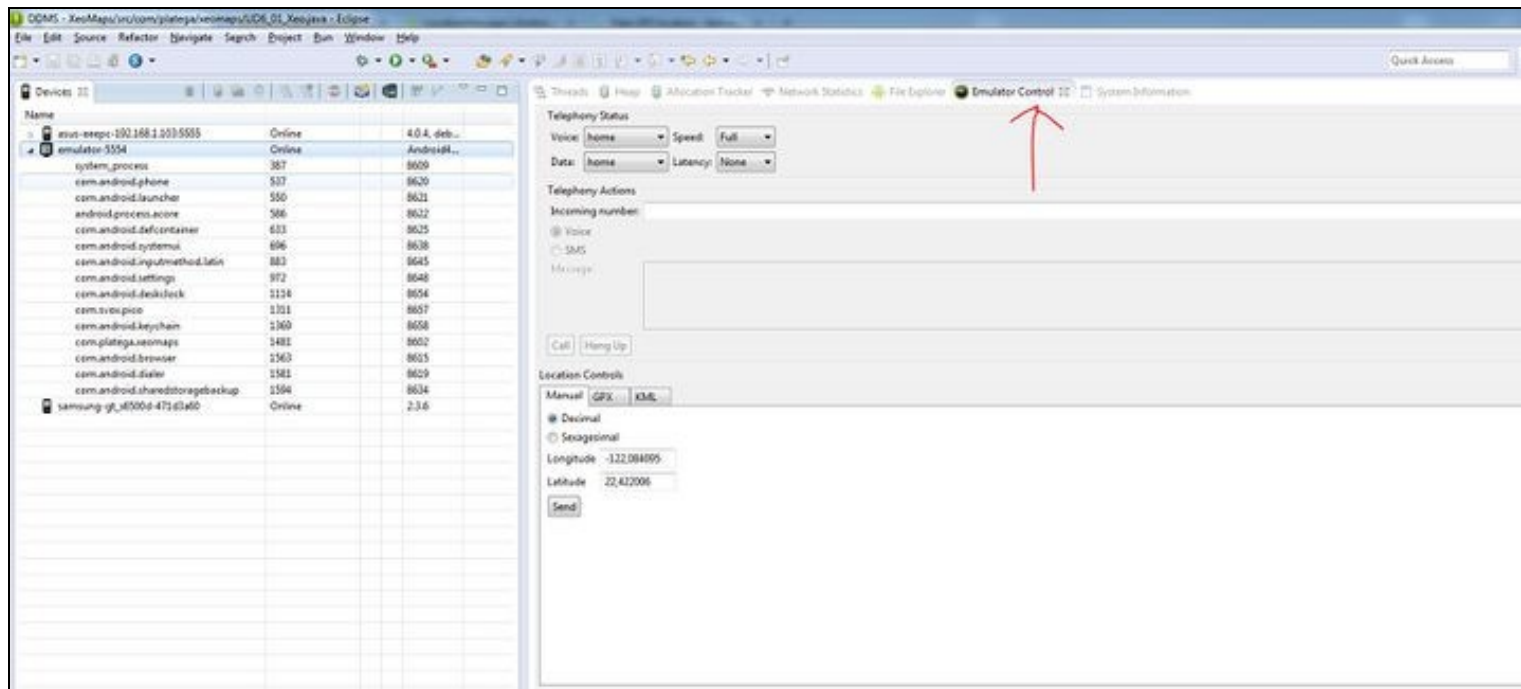 DDMS - XeoMaps/src/com/platega/xeomaps/UD6_01_Xeo.java - Eclipse
File Edit Source Refactor Navigate Search Project Run Window Help
Quick Access
Devices
Threads Heap Allocation Tracker Network Statistics File Explorer Emulator Control System Information
Name
asus-eeepc-192.168.1.103:5555 Online 4.0.4, deb...
emulator-5554 Online Android4...
system_process 387 8609
com.android.phone 537 8620
com.android.launcher 550 8621
android.process.acore 586 8622
com.android.defcontainer 633 8625
com.android.systemui 696 8638
com.android.inputmethod.latin 883 8645
com.android.settings 972 8648
com.android.deskclock 1114 8654
com.svox.pico 1311 8657
com.android.keychain 1369 8658
com.platega.xeomaps 1481 8602
com.android.browser 1563 8615
com.android.dialer 1581 8619
com.android.sharedstoragebackup 1594 8634
samsung-gt_s6500d-471d3a60 Online 2.3.6
Telephony Status
Voice: home Speed: Full
Data: home Latency: None
Telephony Actions
Incoming number:
Voice
SMS
Message:
Call Hang Up
Location Controls
Manual GPX KML
Decimal
Sexagesimal
Longitude -122,084095
Latitude 22,422006
Send